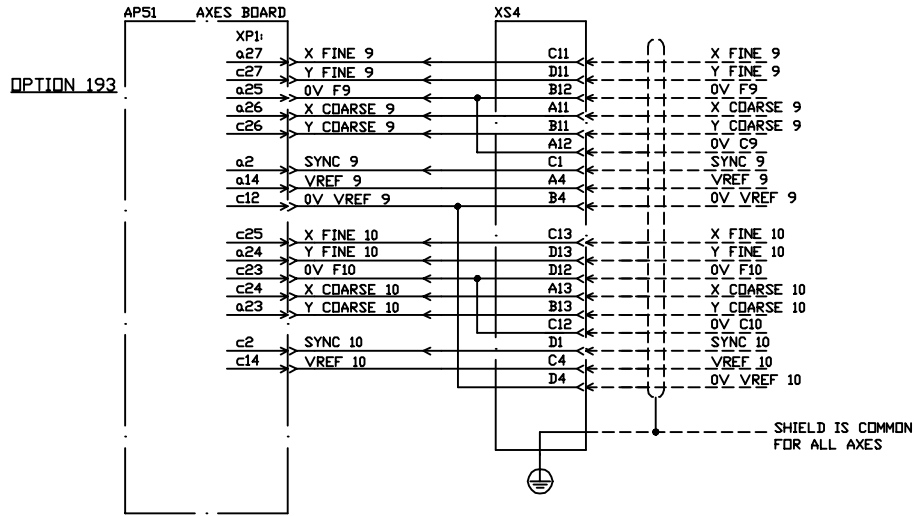 AP51 AXES BOARD XS4
XP1:
OPTION 193
a27 X FINE 9 C11 X FINE 9
c27 Y FINE 9 D11 Y FINE 9
a25 0V F9 B12 0V F9
a26 X COARSE 9 A11 X COARSE 9
c26 Y COARSE 9 B11 Y COARSE 9
A12 0V C9
a2 SYNC 9 C1 SYNC 9
a14 VREF 9 A4 VREF 9
c12 0V VREF 9 B4 0V VREF 9
c25 X FINE 10 C13 X FINE 10
a24 Y FINE 10 D13 Y FINE 10
c23 0V F10 D12 0V F10
c24 X COARSE 10 A13 X COARSE 10
a23 Y COARSE 10 B13 Y COARSE 10
C12 0V C10
c2 SYNC 10 D1 SYNC 10
c14 VREF 10 C4 VREF 10
D4 0V VREF 10
SHIELD IS COMMON
FOR ALL AXES